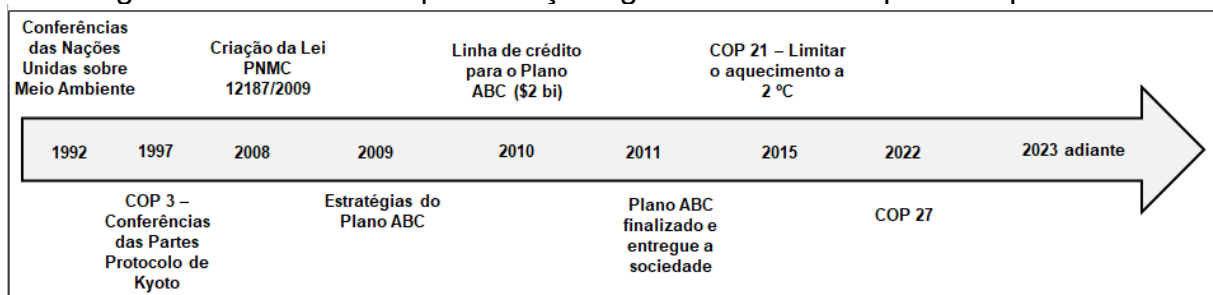 Conferências
das Nações
Unidas sobre
Meio Ambiente
Criação da Lei
PNMC
12187/2009
Linha de crédito
para o Plano
ABC ($2 bi)
COP 21 – Limitar
o aquecimento a
2 ºC
1992 1997 2008 2009 2010 2011 2015 2022 2023 adiante
COP 3 –
Conferências
das Partes
Protocolo de
Kyoto
Estratégias do
Plano ABC
Plano ABC
finalizado e
entregue a
sociedade
COP 27